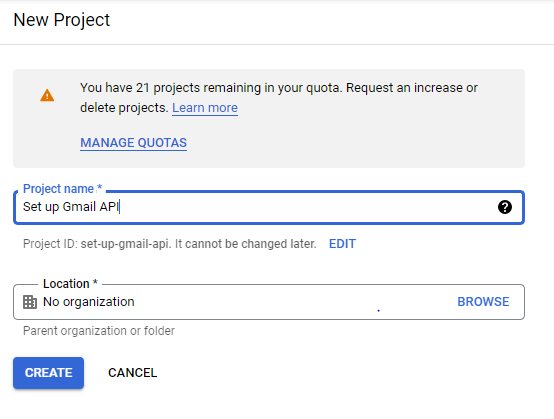 New Project
You have 21 projects remaining in your quota. Request an increase or
delete projects. Learn more
MANAGE QUOTAS
Project name *
Set up Gmail API
Project ID: set-up-gmail-api. It cannot be changed later. EDIT
Location *
No organization BROWSE
Parent organization or folder
CREATE CANCEL